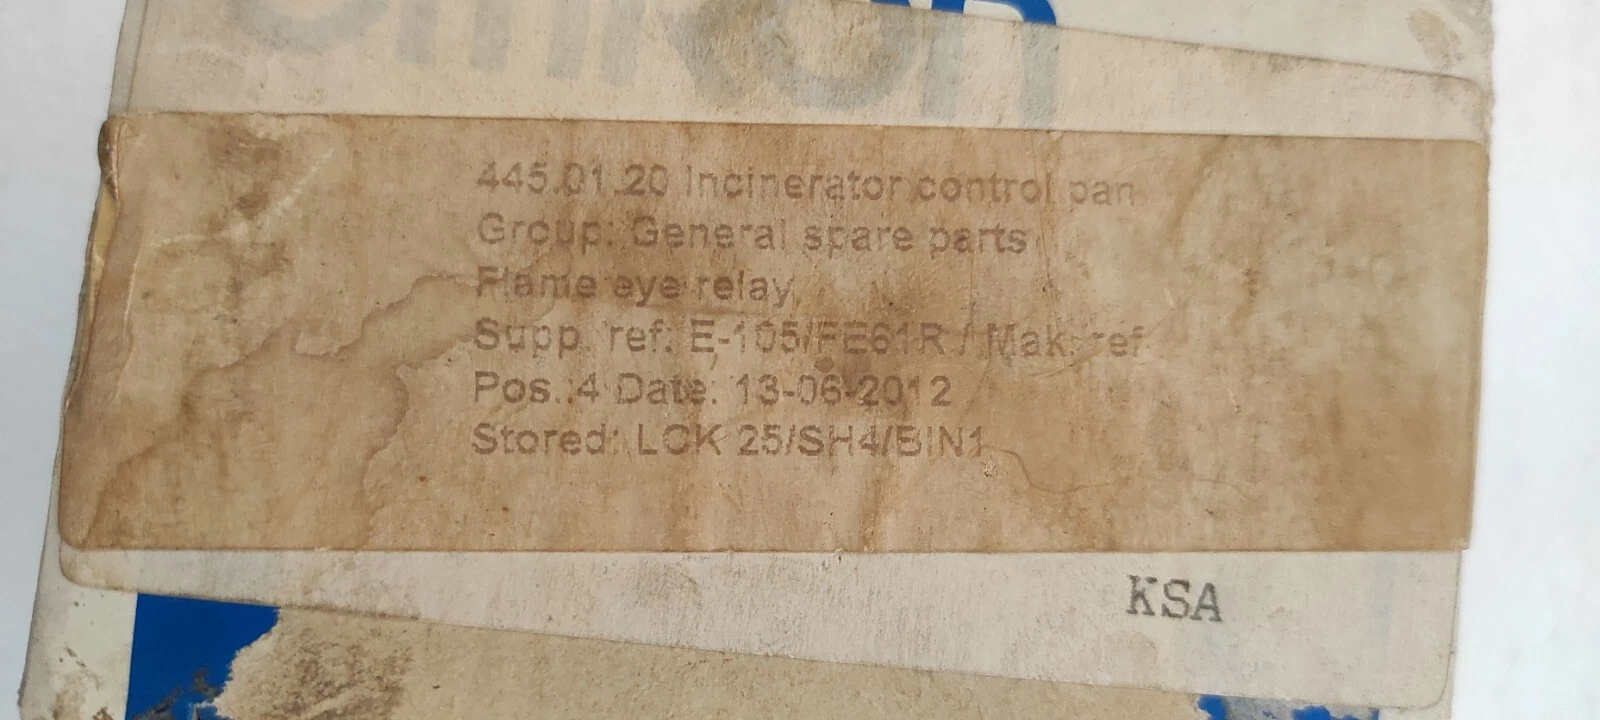 omron
445.01.20 Incinerator control pan
Group: General spare parts
Flame eye relay
Supp. ref: E-105/FE61R / Mak. ref
Pos.:4 Date: 13-06-2012
Stored: LCK 25/SH4/BIN1
KSA